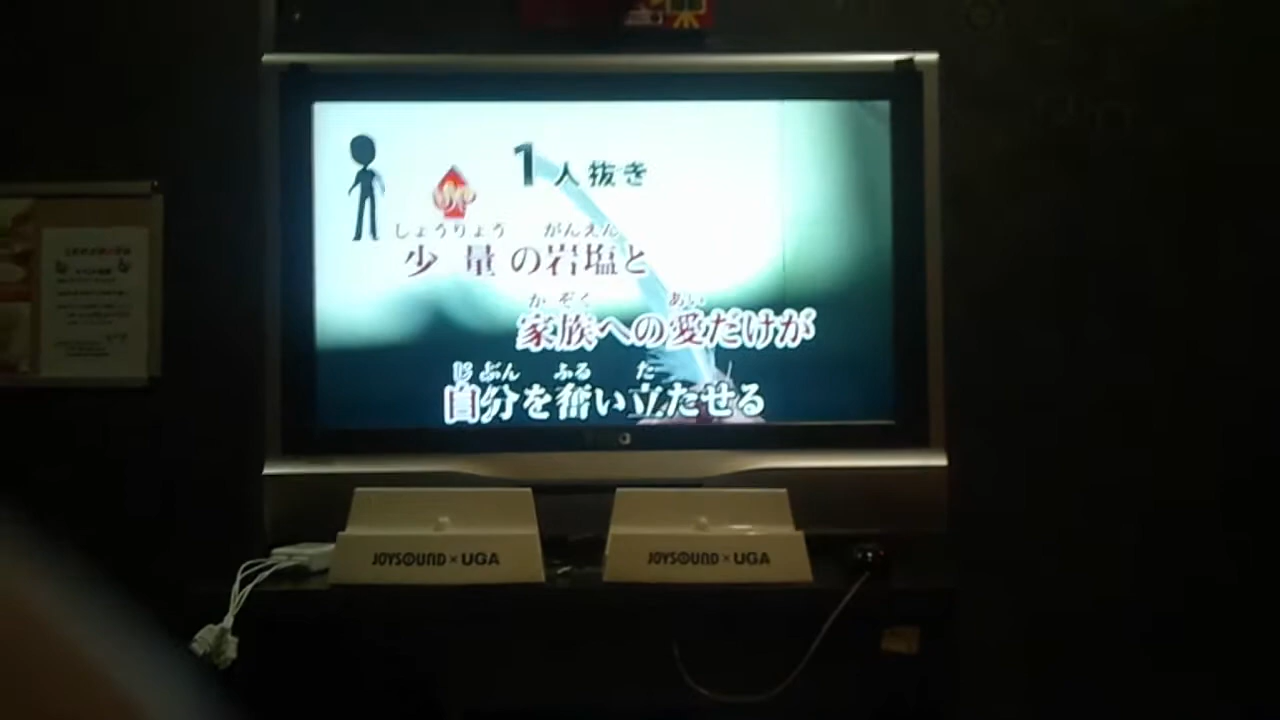 1人抜き
UP
しょうりょう がんえん
少量の岩塩と
かぞく あい
家族への愛だけが
じぶん ふる た
自分を奮い立たせる
JOYSOUND×UGA
JOYSOUND×UGA